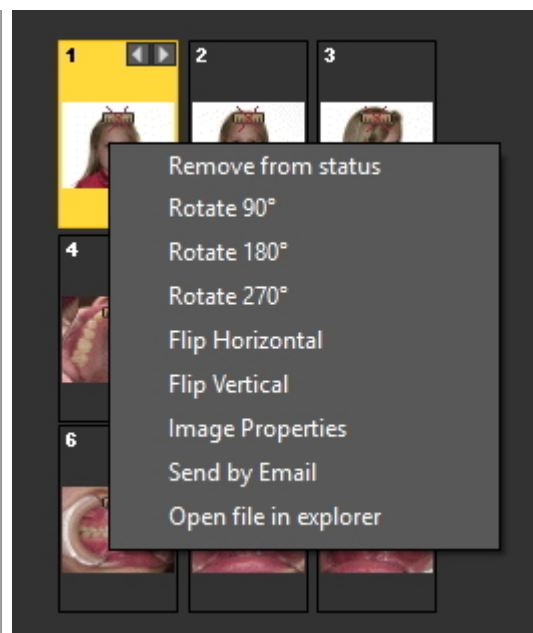 1
2
3
Remove from status
Rotate 90°
Rotate 180°
Rotate 270°
Flip Horizontal
Flip Vertical
Image Properties
Send by Email
Open file in explorer
4
6